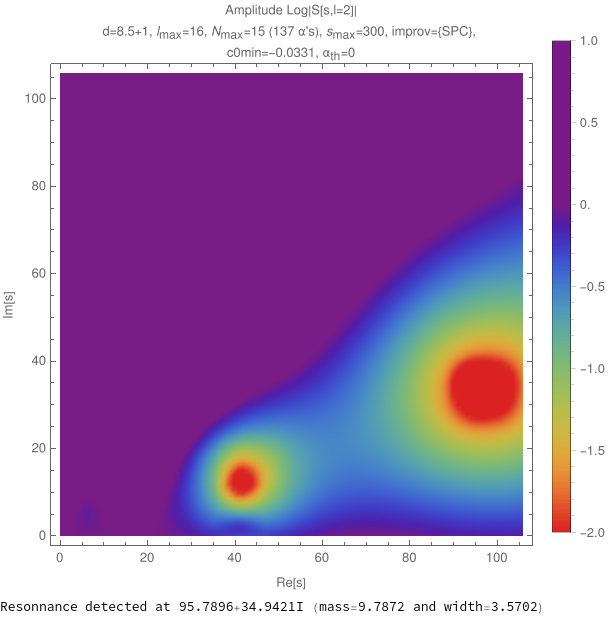 Amplitude Log|S[s,l=2]|
d=8.5+1, lmax=16, Nmax=15 (137 α's), smax=300, improv={SPC},
c0min=−0.0331, αth=0
100
80
60
40
20
0
Im[s]
0 20 40 60 80 100
Re[s]
1.0
0.5
0.
−0.5
−1.0
−1.5
−2.0
Resonnance detected at 95.7896+34.9421I (mass=9.7872 and width=3.5702)